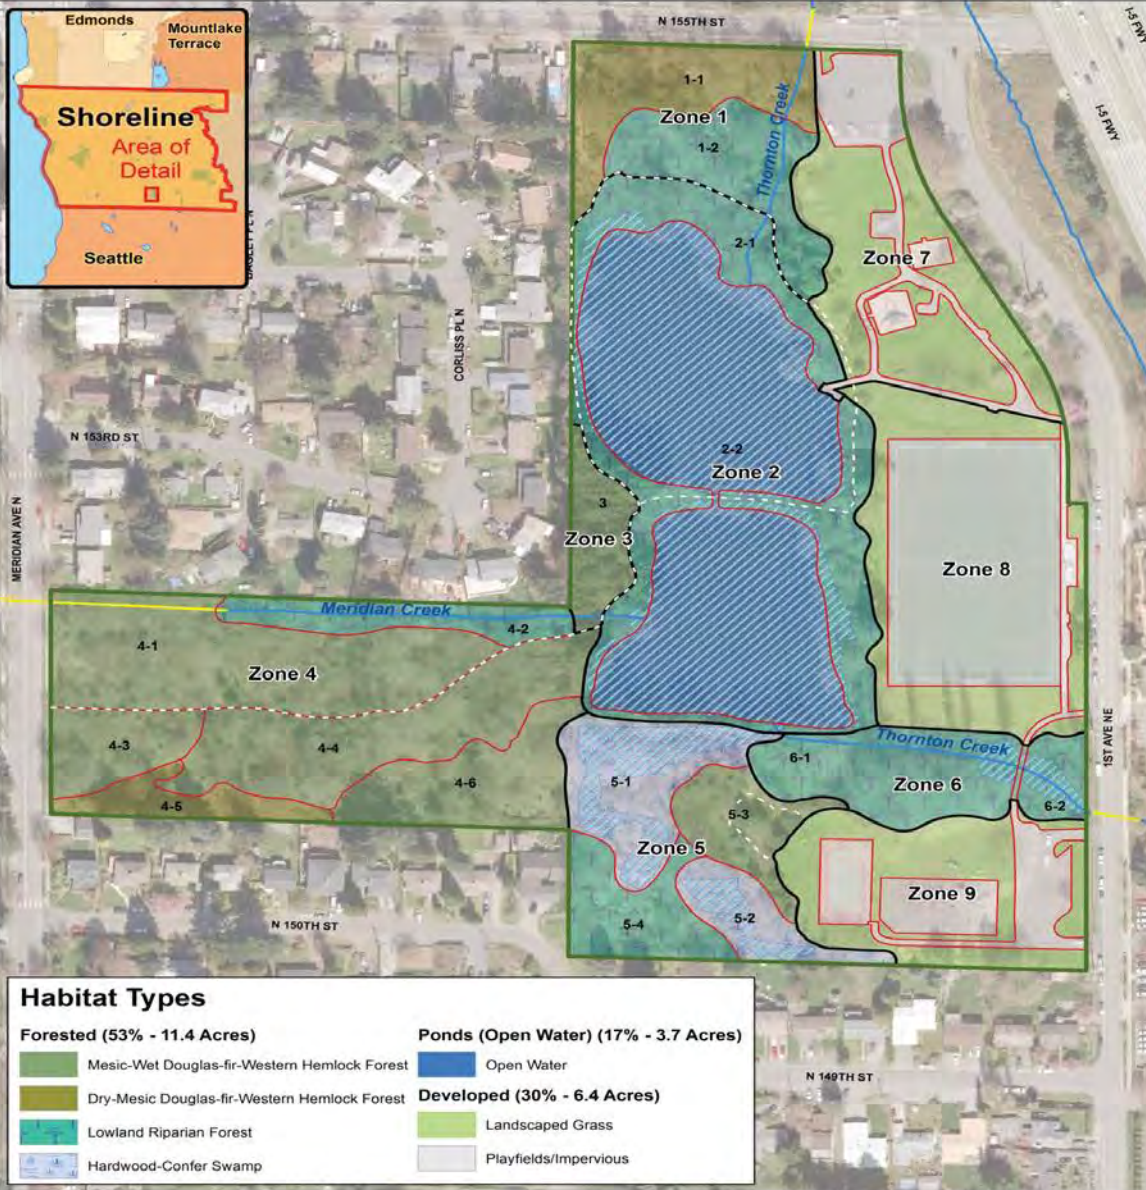 Edmonds
Mountlake
Terrace
Shoreline
Area of
Detail
Seattle
N 155TH ST
I-5 FWY
I-5 FWY
1-1
Zone 1
1-2
Thornton Creek
2-1
Zone 7
CORLISS PL N
N 153RD ST
2-2
Zone 2
3
Zone 3
MERIDIAN AVE N
Zone 8
Meridian Creek
4-2
4-1
Zone 4
1ST AVE NE
4-3
4-4
4-6
4-5
5-1
Thornton Creek
6-1
Zone 6
6-2
5-3
Zone 5
Zone 9
5-2
5-4
N 150TH ST
N 149TH ST
Habitat Types
Forested (53% - 11.4 Acres)
Mesic-Wet Douglas-fir-Western Hemlock Forest
Dry-Mesic Douglas-fir-Western Hemlock Forest
Lowland Riparian Forest
Hardwood-Confer Swamp
Ponds (Open Water) (17% - 3.7 Acres)
Open Water
Developed (30% - 6.4 Acres)
Landscaped Grass
Playfields/Impervious